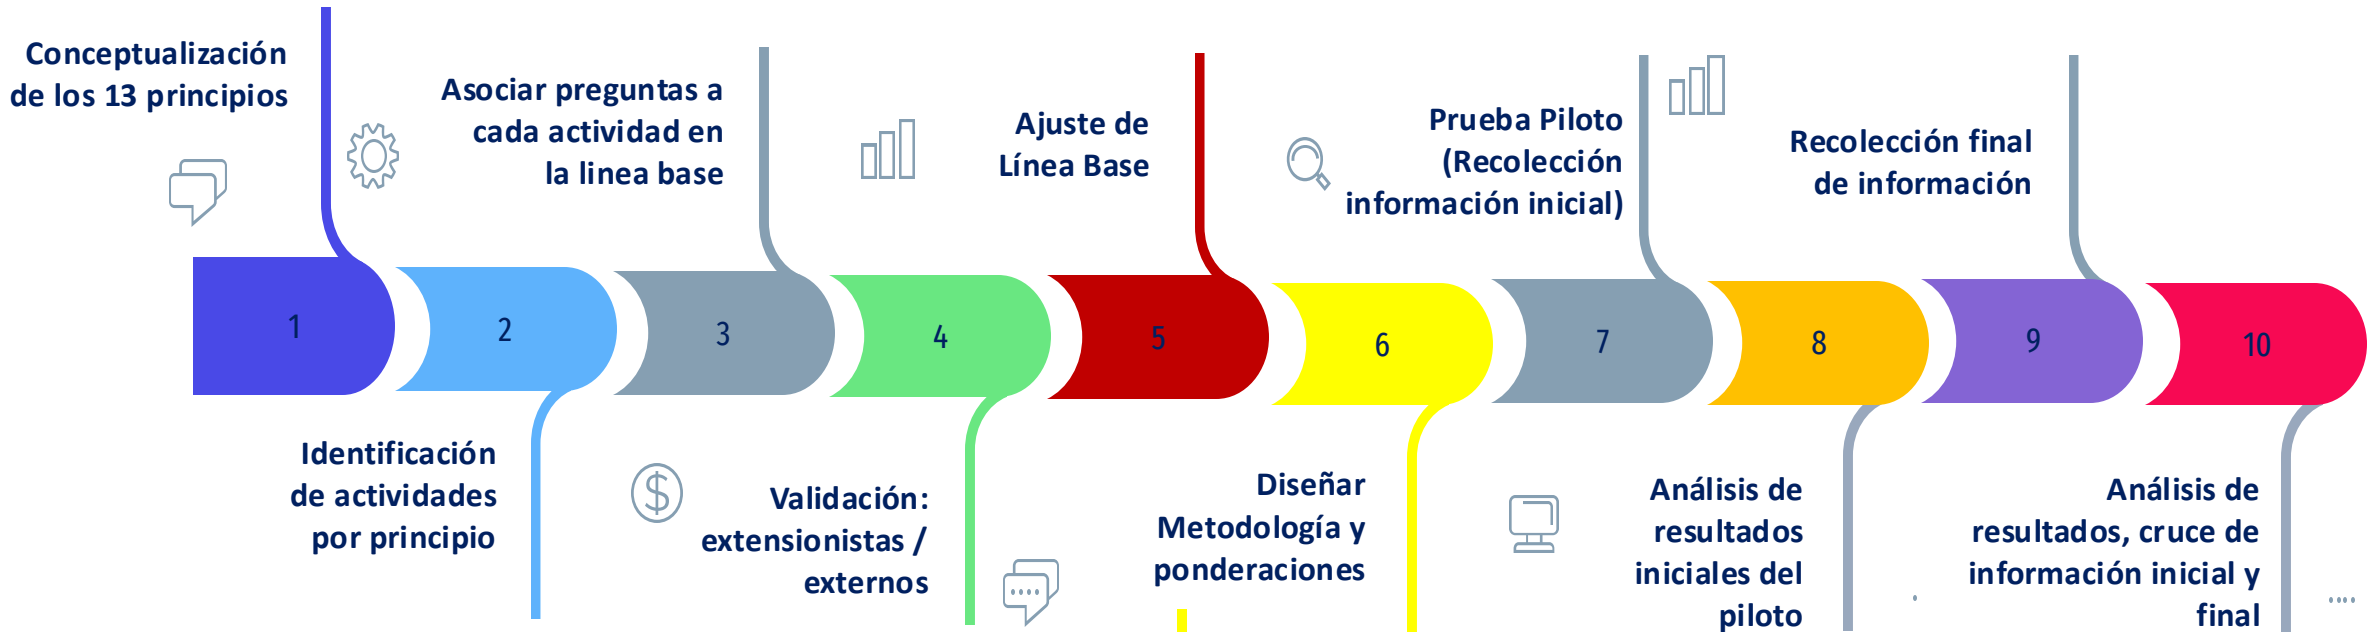 Conceptualización
de los 13 principios
Asociar preguntas a
cada actividad en
la linea base
Ajuste de
Línea Base
Prueba Piloto
(Recolección
información inicial)
Recolección final
de información
1
2
3
4
5
6
7
8
9
10
Identificación
de actividades
por principio
$
Validación:
extensionistas /
externos
Diseñar
Metodología y
ponderaciones
Análisis de
resultados
iniciales del
piloto
Análisis de
resultados, cruce de
información inicial y
final